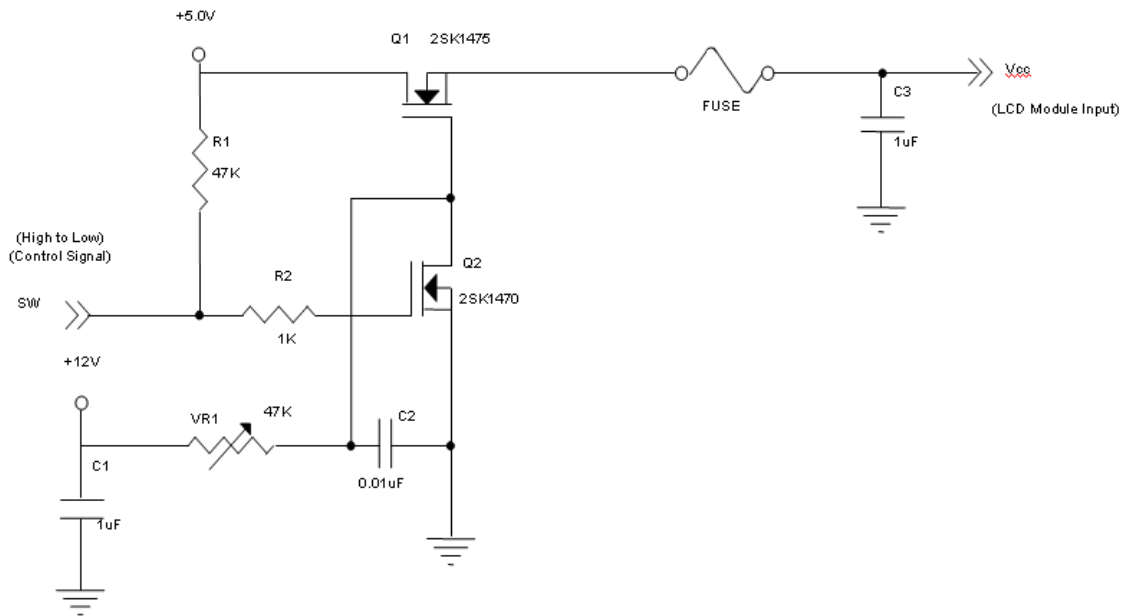 +5.0V
Q1 2SK1475
Vcc
C3
FUSE
(LCD Module Input)
R1
47K
1uF
(High to Low)
(Control Signal)
R2
Q2
SW
2SK1470
1K
+12V
VR1
47K
C2
C1
0.01uF
1uF